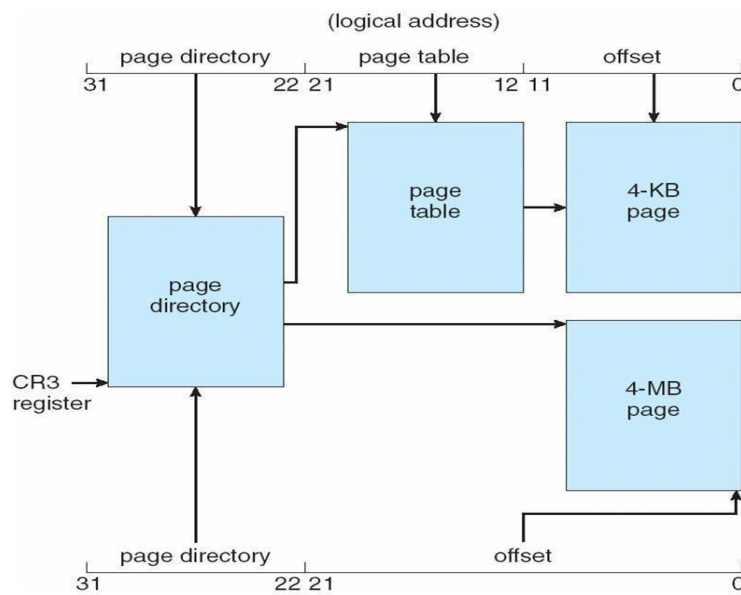 (logical address)
page directory page table offset
31 22 21 12 11 0
page table
4-KB page
page directory
CR3 register
4-MB page
page directory offset
31 22 21 0